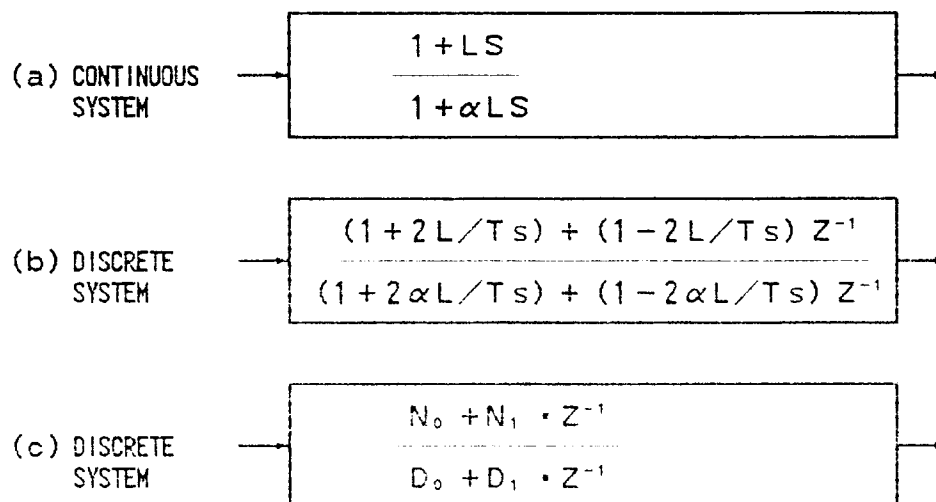 (a) CONTINUOUS
SYSTEM
1 + LS
1 + αLS
(b) DISCRETE
SYSTEM
(1 + 2L/Ts) + (1 - 2L/Ts) Z⁻¹
(1 + 2αL/Ts) + (1 - 2αL/Ts) Z⁻¹
(c) DISCRETE
SYSTEM
N₀ + N₁ · Z⁻¹
D₀ + D₁ · Z⁻¹